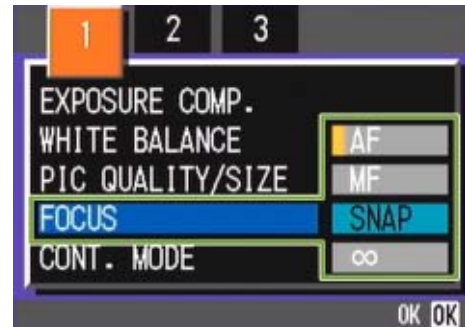 1 2 3
EXPOSURE COMP.
WHITE BALANCE AF
PIC QUALITY/SIZE MF
FOCUS SNAP
CONT. MODE ∞
OK OK